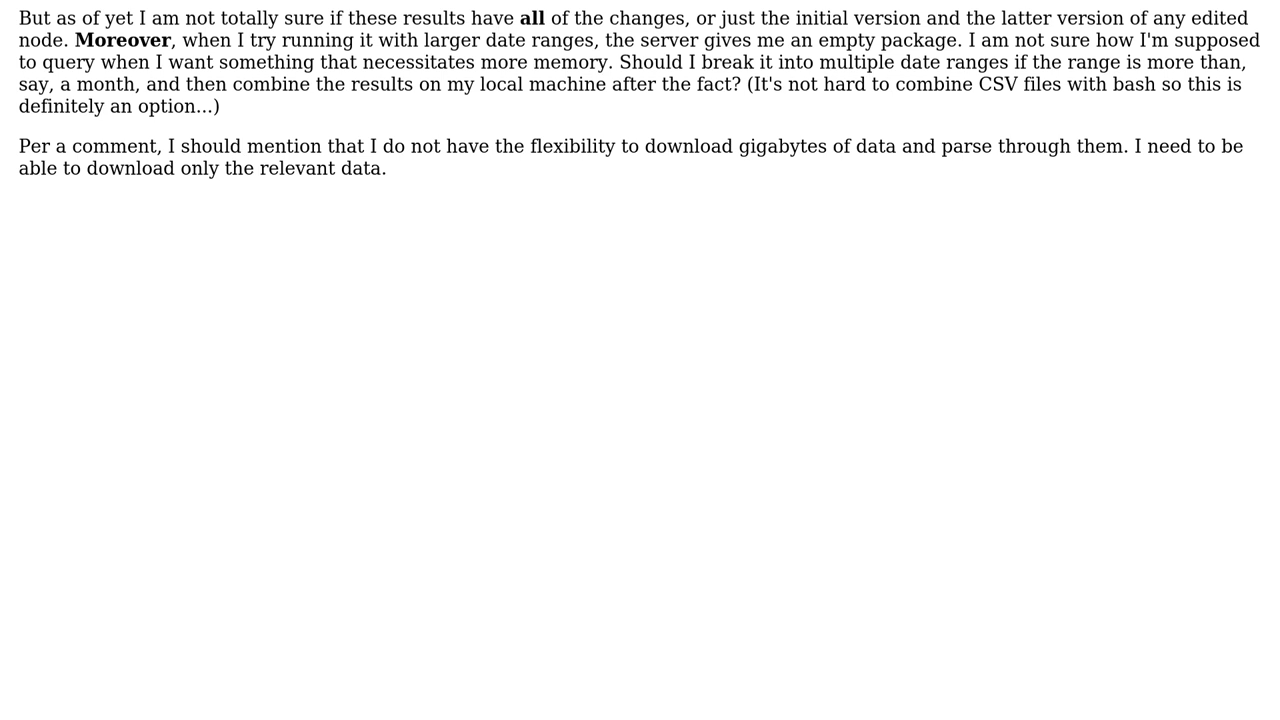 But as of yet I am not totally sure if these results have all of the changes, or just the initial version and the latter version of any edited
node. Moreover, when I try running it with larger date ranges, the server gives me an empty package. I am not sure how I'm supposed
to query when I want something that necessitates more memory. Should I break it into multiple date ranges if the range is more than,
say, a month, and then combine the results on my local machine after the fact? (It's not hard to combine CSV files with bash so this is
definitely an option...)
Per a comment, I should mention that I do not have the flexibility to download gigabytes of data and parse through them. I need to be
able to download only the relevant data.